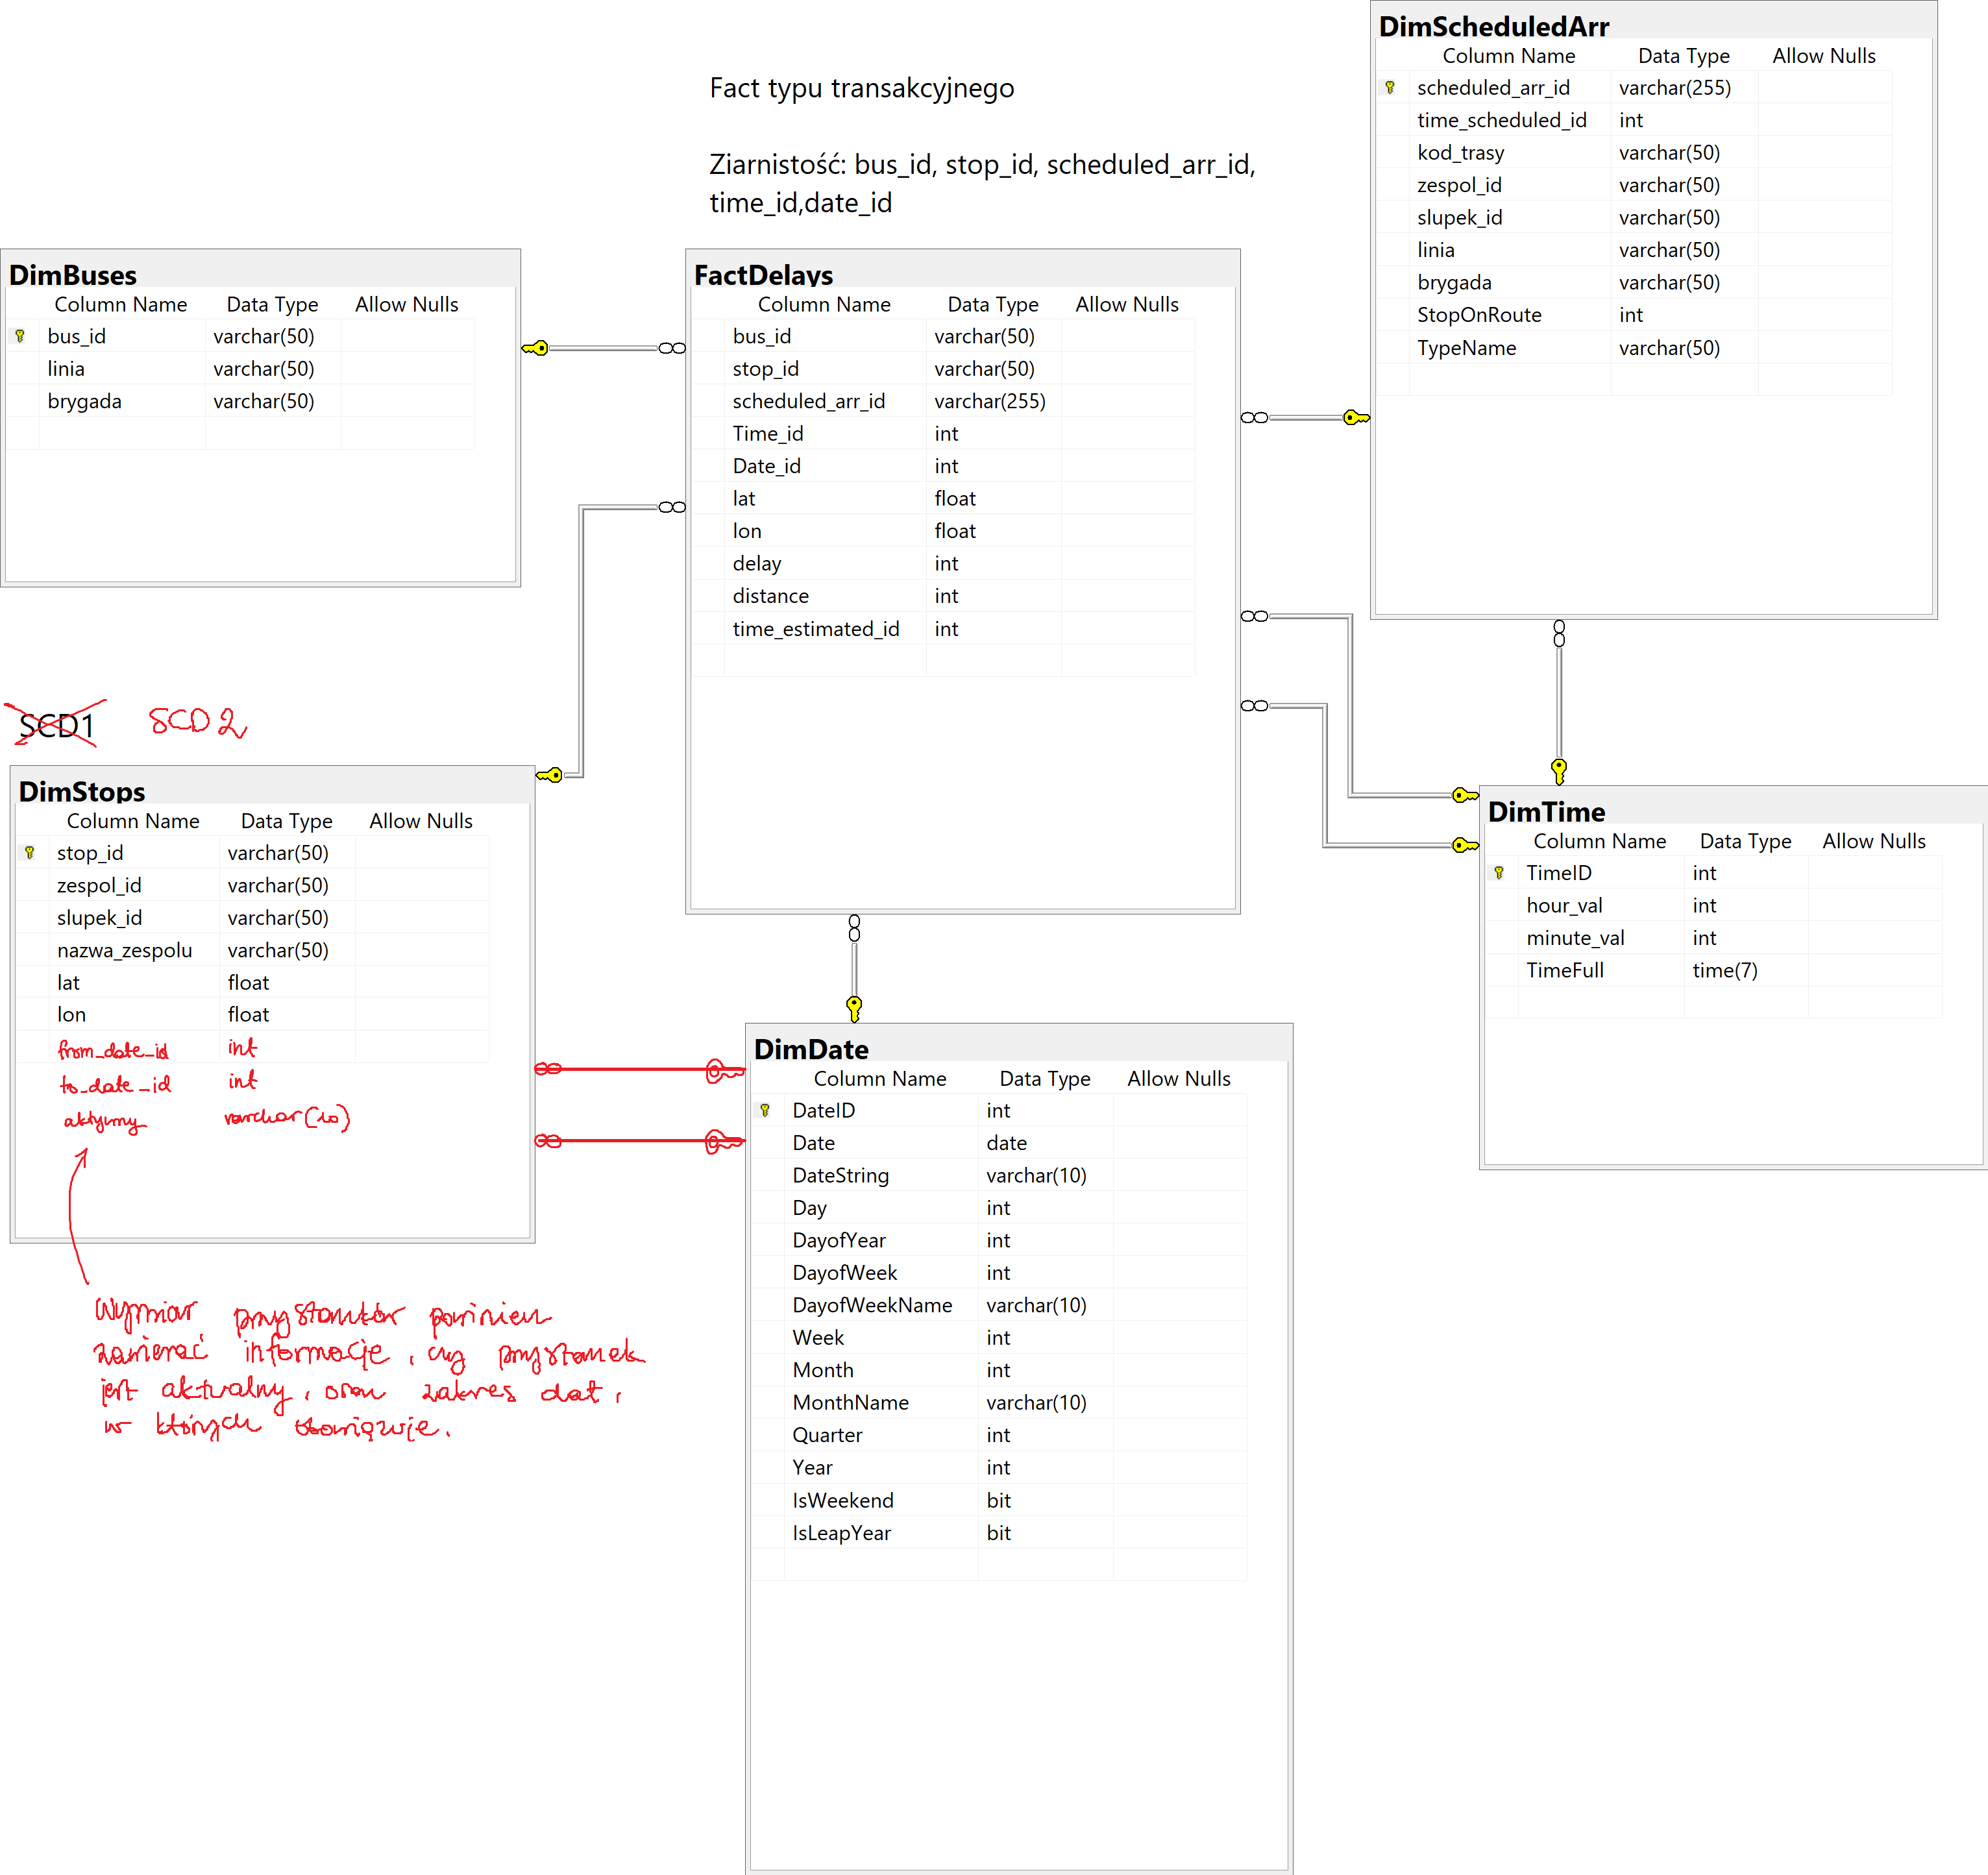 Fact typu transakcyjnego
Ziarnistość: bus_id, stop_id, scheduled_arr_id,
time_id,date_id
DimScheduledArr
Column Name Data Type Allow Nulls
scheduled_arr_id varchar(255)
time_scheduled_id int
kod_trasy varchar(50)
zespol_id varchar(50)
slupek_id varchar(50)
linia varchar(50)
brygada varchar(50)
StopOnRoute int
TypeName varchar(50)
DimBuses
Column Name Data Type Allow Nulls
bus_id varchar(50)
linia varchar(50)
brygada varchar(50)
FactDelays
Column Name Data Type Allow Nulls
bus_id varchar(50)
stop_id varchar(50)
scheduled_arr_id varchar(255)
Time_id int
Date_id int
lat float
lon float
delay int
distance int
time_estimated_id int
SCD1 SCD2
DimStops
Column Name Data Type Allow Nulls
stop_id varchar(50)
zespol_id varchar(50)
slupek_id varchar(50)
nazwa_zespolu varchar(50)
lat float
lon float
from_date_id int
to_date_id int
aktywny varchar(10)
Wymiar przystanków powinien
zawierać informację, czy przystanek
jest aktualny, oraz zakres dat,
w których obowiązuje.
DimTime
Column Name Data Type Allow Nulls
TimeID int
hour_val int
minute_val int
TimeFull time(7)
DimDate
Column Name Data Type Allow Nulls
DateID int
Date date
DateString varchar(10)
Day int
DayofYear int
DayofWeek int
DayofWeekName varchar(10)
Week int
Month int
MonthName varchar(10)
Quarter int
Year int
IsWeekend bit
IsLeapYear bit